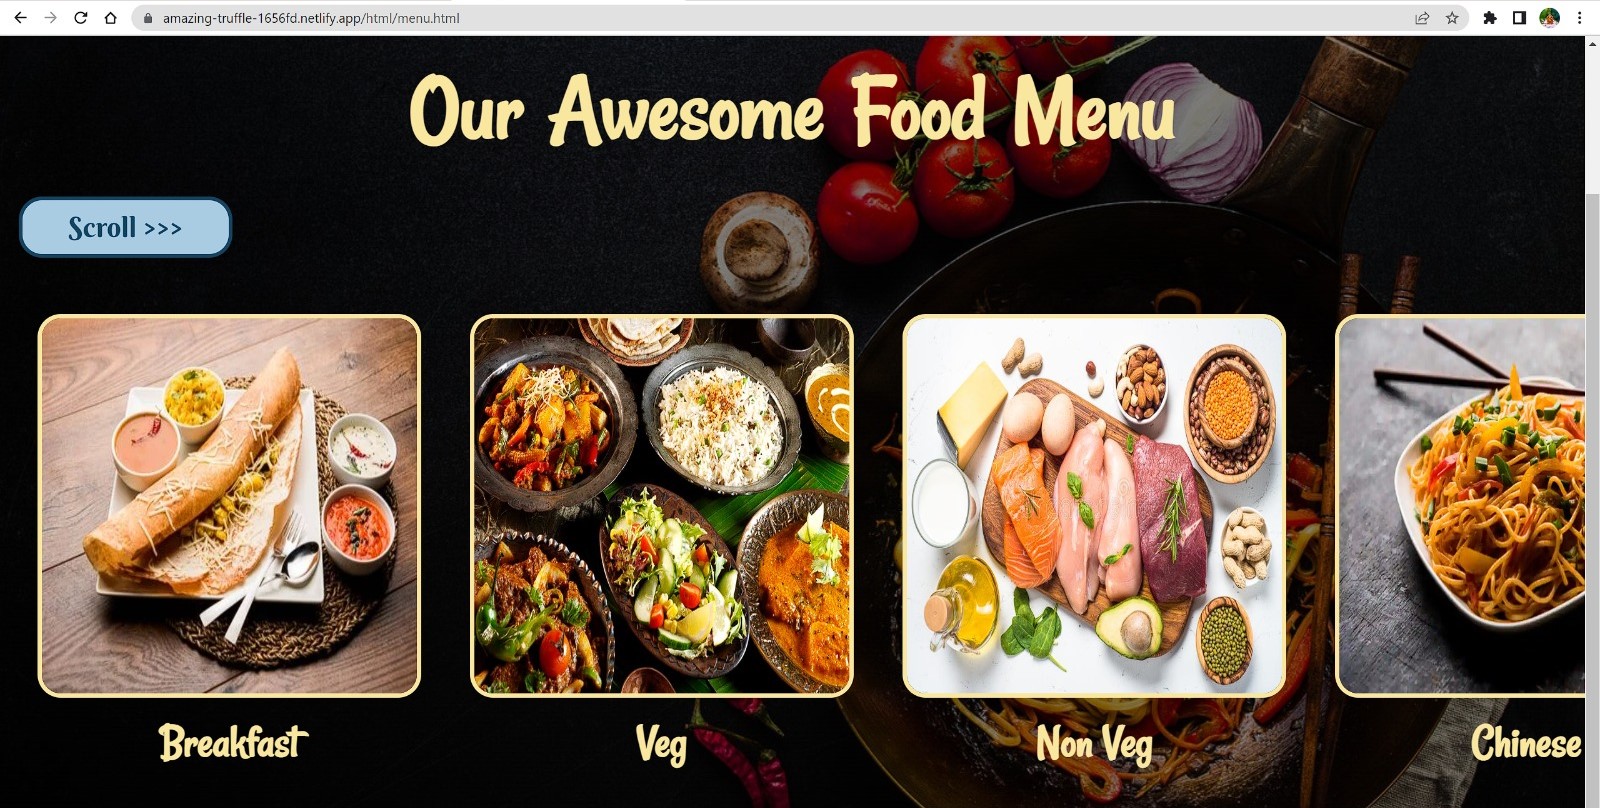 amazing-truffle-1656fd.netlify.app/html/menu.html
Our Awesome Food Menu
Scroll >>>
Breakfast
Veg
Non Veg
Chinese